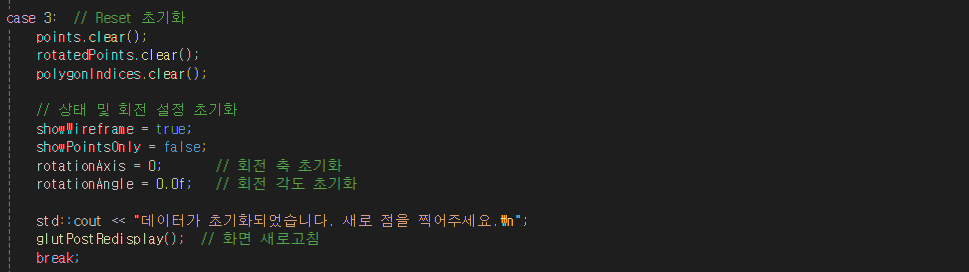 case 3:  // Reset 초기화
    points.clear();
    rotatedPoints.clear();
    polygonIndices.clear();

    // 상태 및 회전 설정 초기화
    showWireframe = true;
    showPointsOnly = false;
    rotationAxis = 0;       // 회전 축 초기화
    rotationAngle = 0.0f;   // 회전 각도 초기화

    std::cout << "데이터가 초기화되었습니다. 새로 점을 찍어주세요.₩n";
    glutPostRedisplay();  // 화면 새로고침
    break;